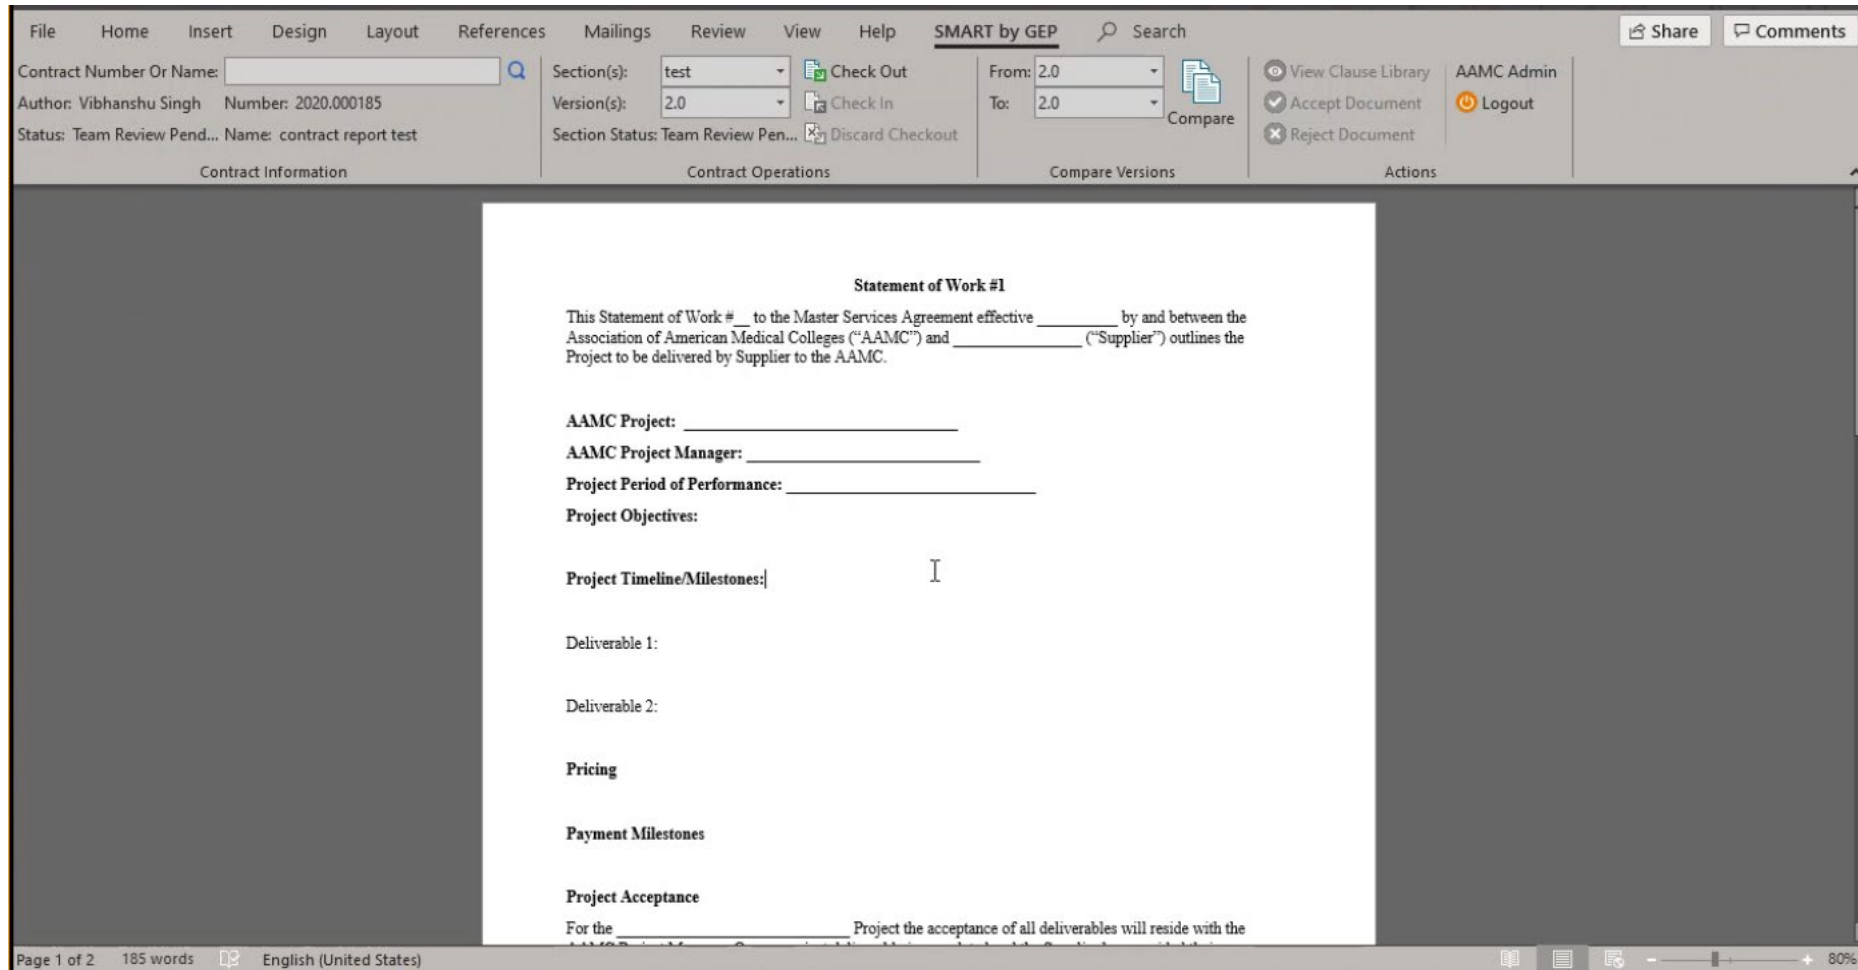 File Home Insert Design Layout References Mailings Review View Help SMART by GEP Search Share Comments
Contract Number Or Name: Section(s): test Check Out From: 2.0 View Clause Library AAMC Admin
Author: Vibhanshu Singh Number: 2020.000185 Version(s): 2.0 Check In To: 2.0 Compare Accept Document Logout
Status: Team Review Pend... Name: contract report test Section Status: Team Review Pen... Discard Checkout Reject Document
Contract Information Contract Operations Compare Versions Actions
Statement of Work #1
This Statement of Work #__ to the Master Services Agreement effective __________ by and between the
Association of American Medical Colleges (“AAMC”) and ________________ (“Supplier”) outlines the
Project to be delivered by Supplier to the AAMC.
AAMC Project: __________________________________
AAMC Project Manager: _____________________________
Project Period of Performance: _______________________________
Project Objectives:
Project Timeline/Milestones:
Deliverable 1:
Deliverable 2:
Pricing
Payment Milestones
Project Acceptance
For the _____________________________ Project the acceptance of all deliverables will reside with the
Page 1 of 2 185 words English (United States) 80%